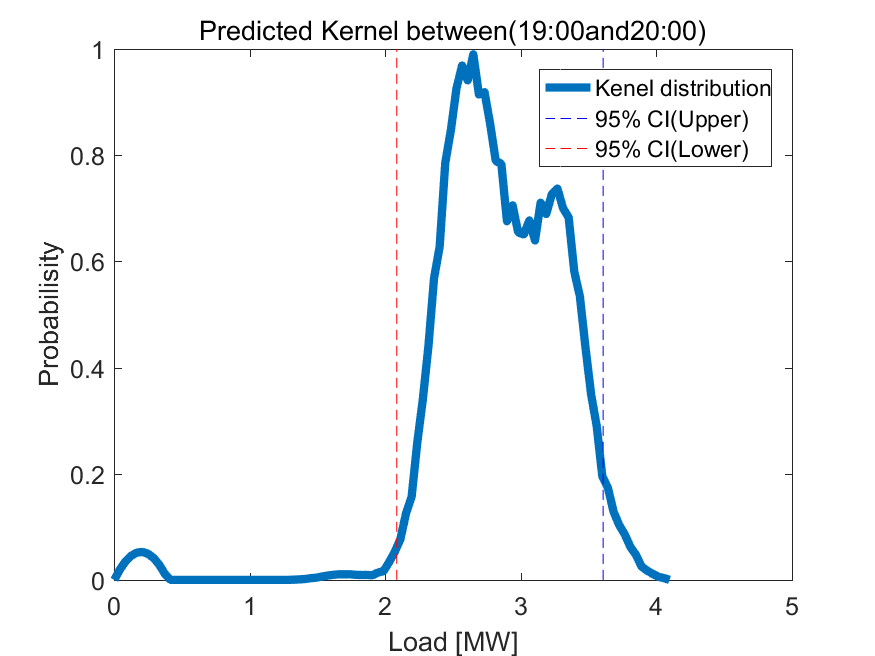 Predicted Kernel between(19:00and20:00)
Kenel distribution
95% CI(Upper)
95% CI(Lower)
Probabilisity
1
0.8
0.6
0.4
0.2
0
0 1 2 3 4 5
Load [MW]